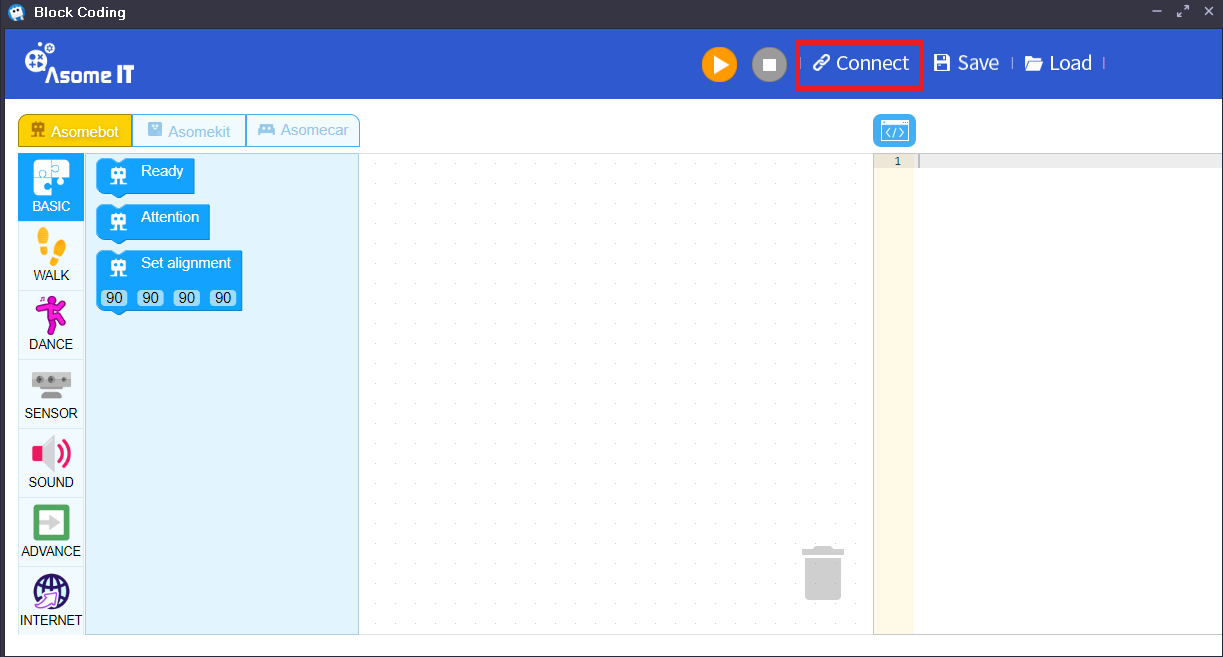 Block Coding
Asome IT
Connect
Save
Load
Asomebot
Asomekit
Asomecar
</>
1
BASIC
WALK
DANCE
SENSOR
SOUND
ADVANCE
INTERNET
Ready
Attention
Set alignment
90 90 90 90